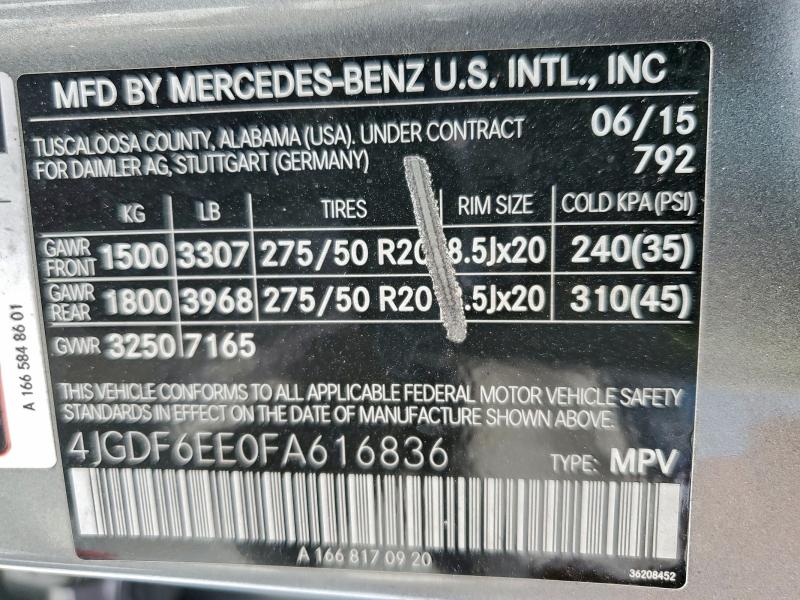 MFD BY MERCEDES-BENZ U.S. INTL., INC
TUSCALOOSA COUNTY, ALABAMA (USA). UNDER CONTRACT 06/15
FOR DAIMLER AG, STUTTGART (GERMANY) 792
KG LB TIRES RIM SIZE COLD KPA (PSI)
GAWR FRONT 1500 3307 275/50 R20 8.5Jx20 240(35)
GAWR REAR 1800 3968 275/50 R20 .5Jx20 310(45)
GVWR 3250 7165
THIS VEHICLE CONFORMS TO ALL APPLICABLE FEDERAL MOTOR VEHICLE SAFETY
STANDARDS IN EFFECT ON THE DATE OF MANUFACTURE SHOWN ABOVE.
4JGDF6EE0FA616836 TYPE: MPV
A 166 817 09 20
36208452
A 166 584 86 01